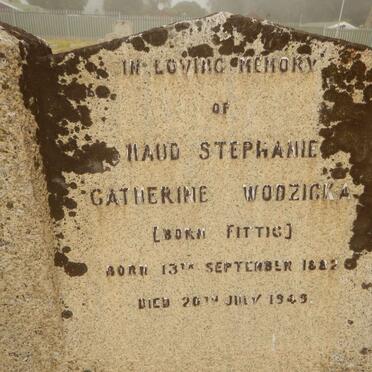 IN LOVING MEMORY
OF
MAUD STEPHANIE
CATHERINE WODZICKA
[BORN FITTIG]
BORN 13TH SEPTEMBER 1882
DIED 20TH JULY 1949